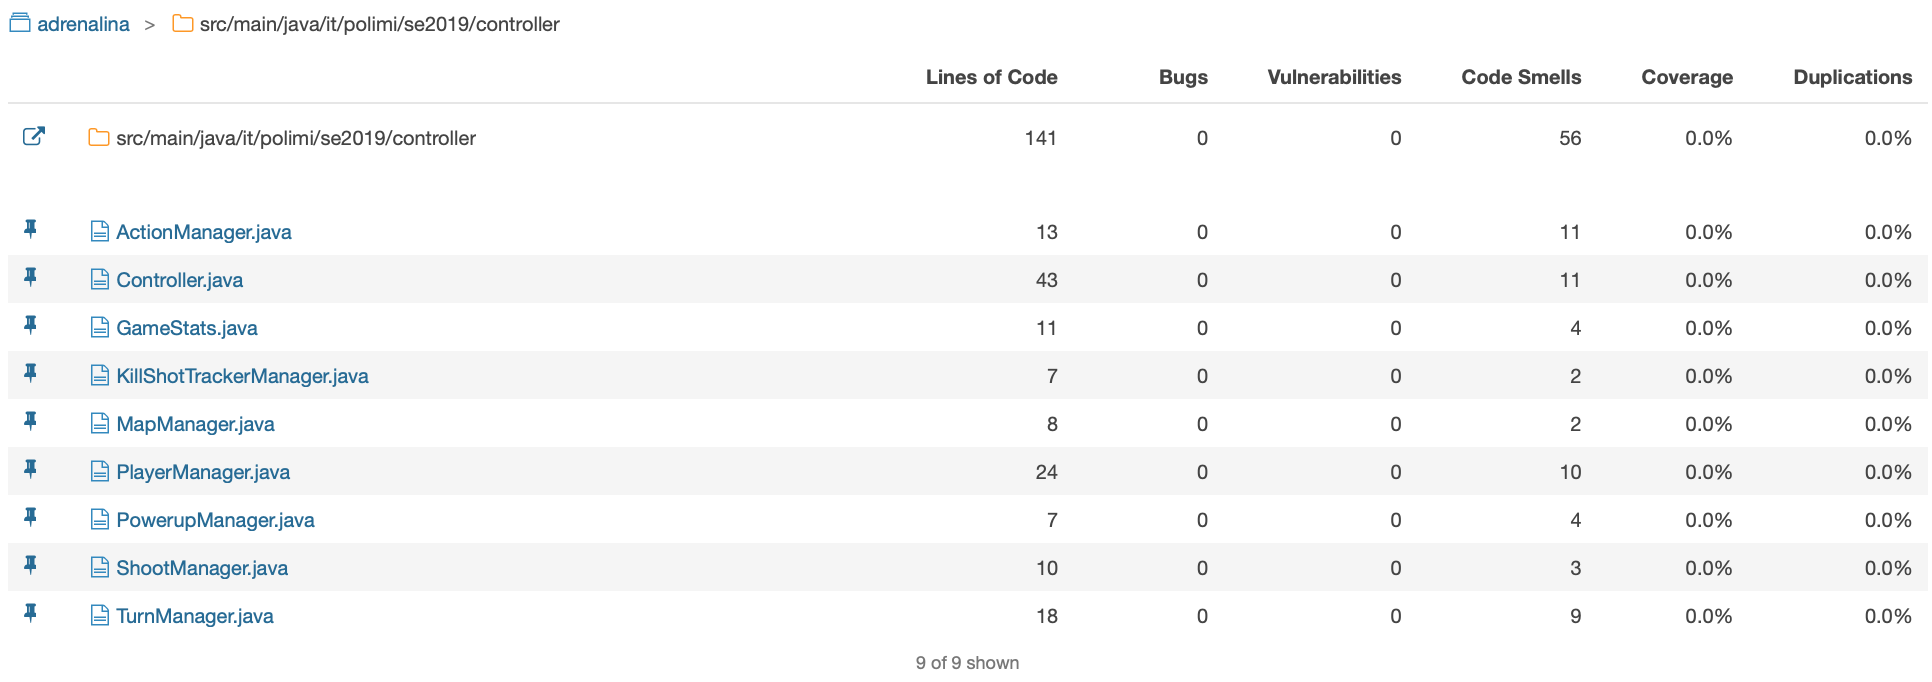 adrenalina > src/main/java/it/polimi/se2019/controller
Lines of Code Bugs Vulnerabilities Code Smells Coverage Duplications
src/main/java/it/polimi/se2019/controller 141 0 0 56 0.0% 0.0%
ActionManager.java 13 0 0 11 0.0% 0.0%
Controller.java 43 0 0 11 0.0% 0.0%
GameStats.java 11 0 0 4 0.0% 0.0%
KillShotTrackerManager.java 7 0 0 2 0.0% 0.0%
MapManager.java 8 0 0 2 0.0% 0.0%
PlayerManager.java 24 0 0 10 0.0% 0.0%
PowerupManager.java 7 0 0 4 0.0% 0.0%
ShootManager.java 10 0 0 3 0.0% 0.0%
TurnManager.java 18 0 0 9 0.0% 0.0%
9 of 9 shown